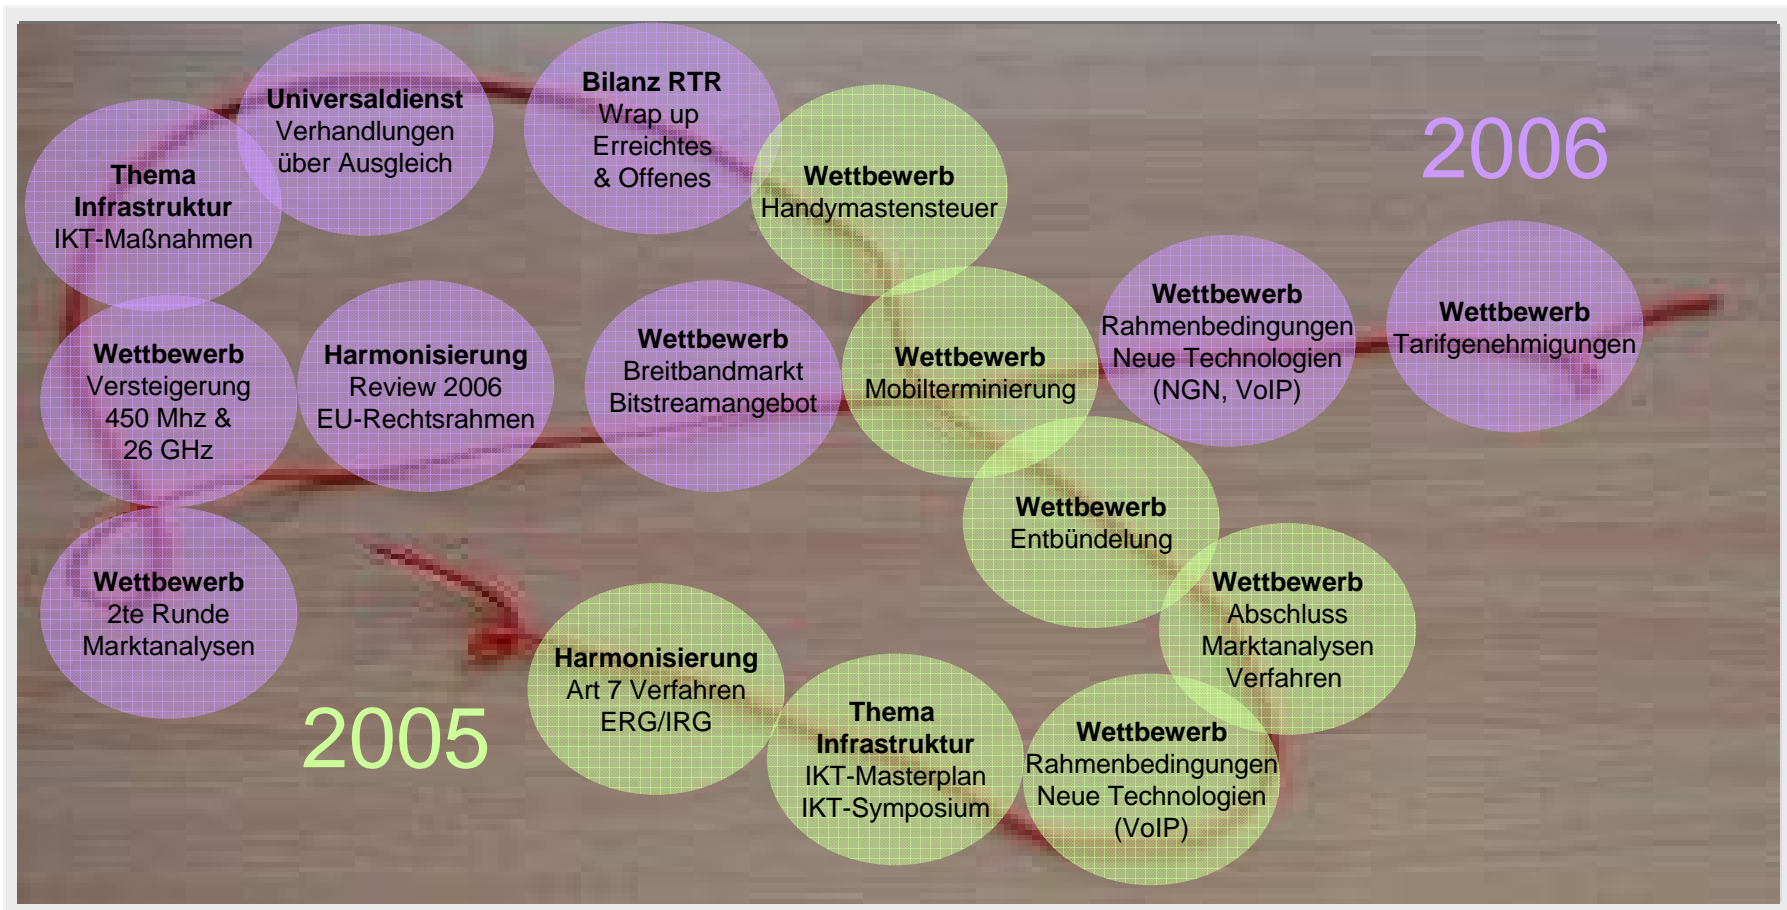 Universaldienst
Verhandlungen
über Ausgleich
Bilanz RTR
Wrap up
Erreichtes
& Offenes
2006
Thema
Infrastruktur
IKT-Maßnahmen
Wettbewerb
Handymastensteuer
Wettbewerb
Versteigerung
450 Mhz &
26 GHz
Harmonisierung
Review 2006
EU-Rechtsrahmen
Wettbewerb
Breitbandmarkt
Bitstreamangebot
Wettbewerb
Mobilterminierung
Wettbewerb
Rahmenbedingungen
Neue Technologien
(NGN, VoIP)
Wettbewerb
Tarifgenehmigungen
Wettbewerb
2te Runde
Marktanalysen
Wettbewerb
Entbündelung
Wettbewerb
Abschluss
Marktanalysen
Verfahren
2005
Harmonisierung
Art 7 Verfahren
ERG/IRG
Thema
Infrastruktur
IKT-Masterplan
IKT-Symposium
Wettbewerb
Rahmenbedingungen
Neue Technologien
(VoIP)